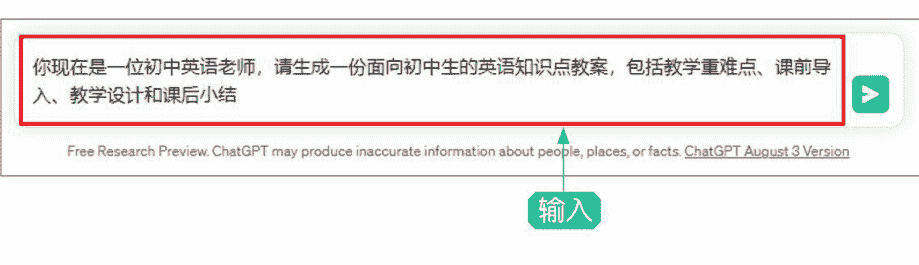 你现在是一位初中英语老师，请生成一份面向初中生的英语知识点教案，包括教学重难点、课前导
入、教学设计和课后小结
Free Research Preview. ChatGPT may produce inaccurate information about people, places, or facts. ChatGPT August 3 Version
输入